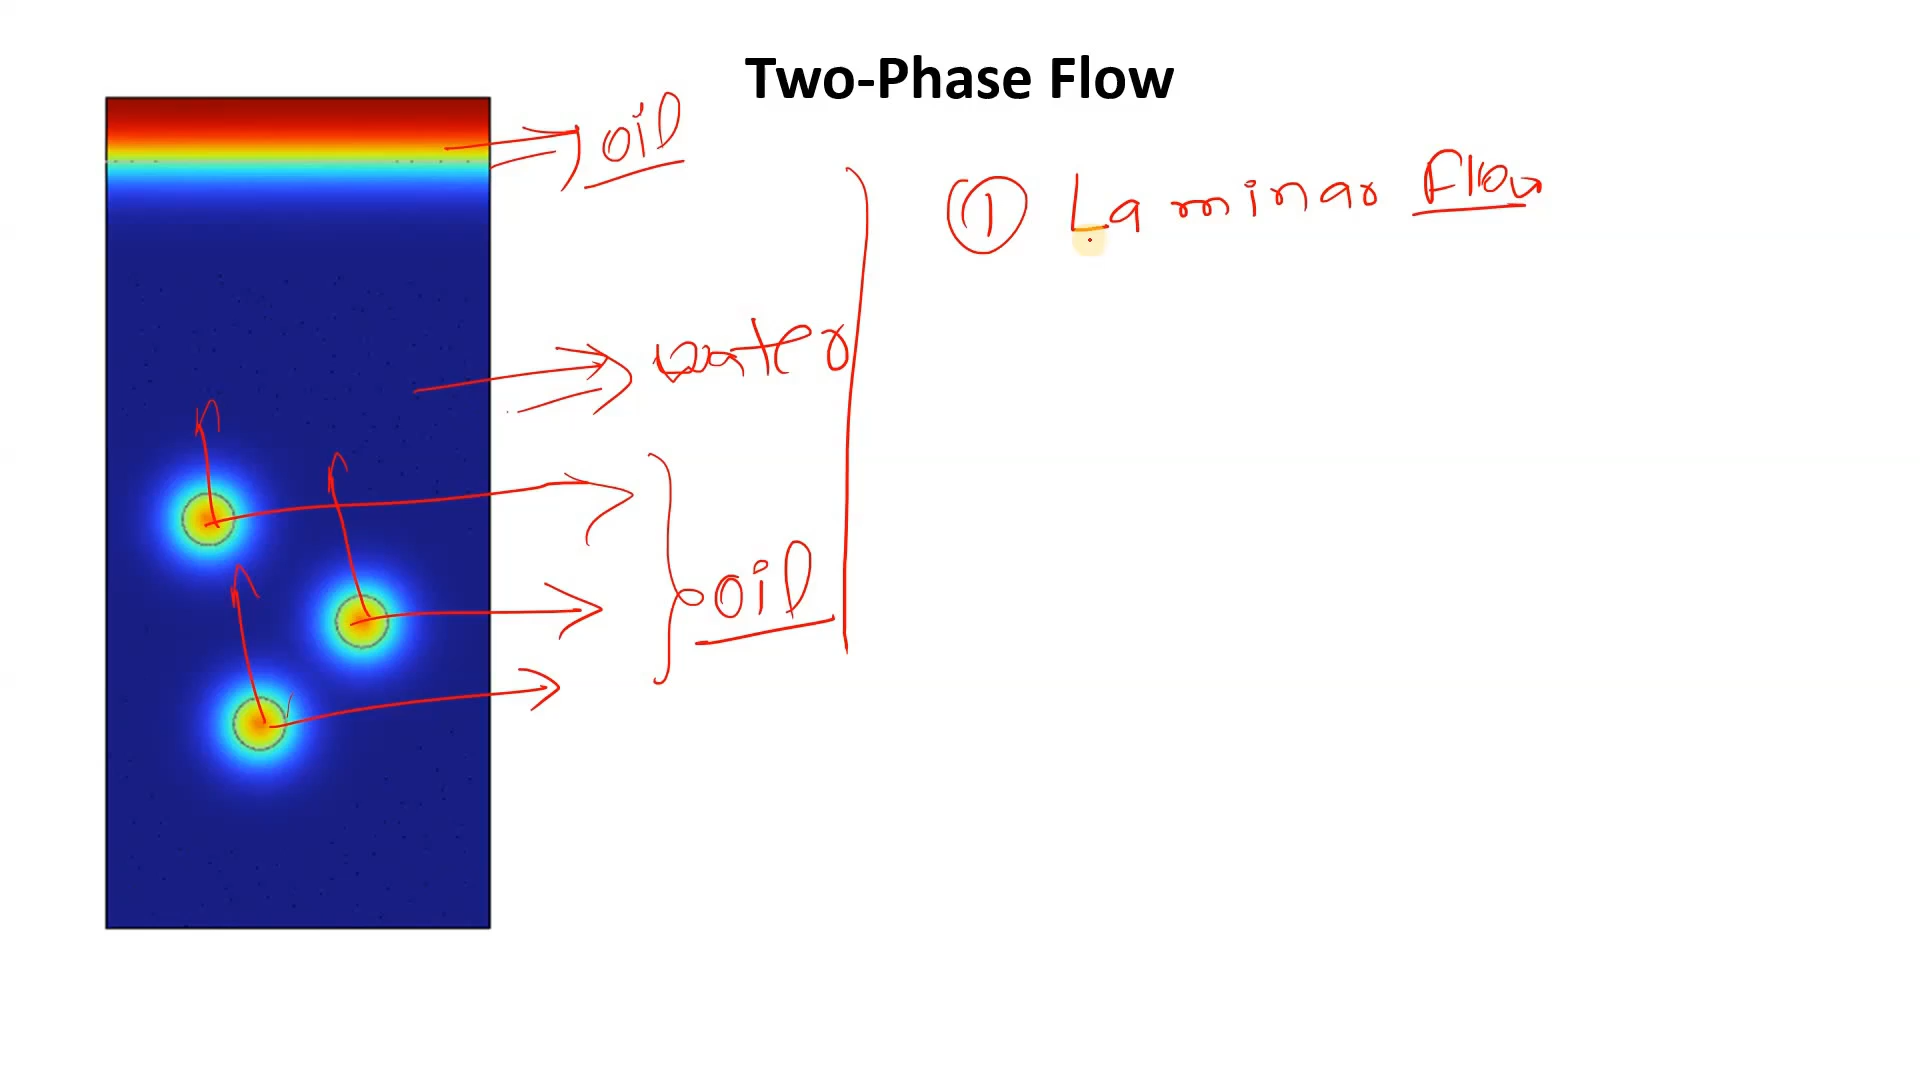 Two-Phase Flow
oil
① Laminar Flow
water
oil